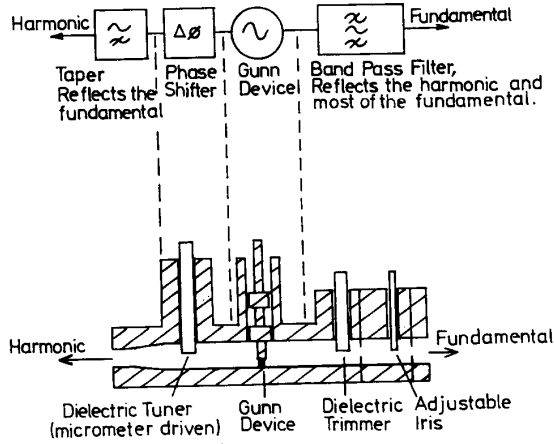 Harmonic
Δø
Fundamental
Taper
Reflects the
fundamental
Phase
Shifter
Gunn
Device
Band Pass Filter,
Reflects the harmonic and
most of the fundamental.
Harmonic
Fundamental
Dielectric Tuner
(micrometer driven)
Gunn
Device
Dielectric
Trimmer
Adjustable
Iris